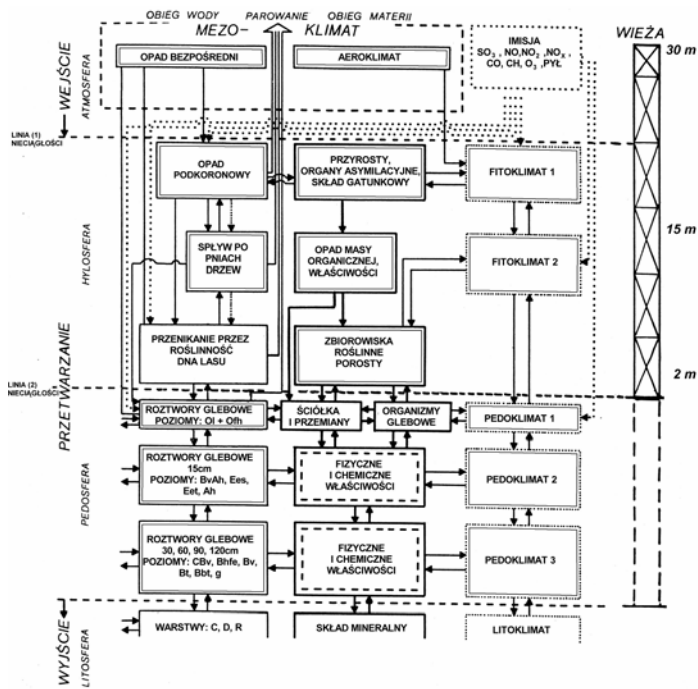 OBIEG WODY PAROWANIE OBIEG MATERII
MEZO- KLIMAT
OPAD BEZPOŚREDNI
AEROKLIMAT
IMISJA
SO₃ , NO,NO₂ ,NOₓ ,
CO, CH, O₃ ,PYŁ
WIEŻA
30 m
WEJŚCIE
ATMOSFERA
LINIA (1)
NIECIĄGŁOŚCI
OPAD
PODKORONOWY
PRZYROSTY,
ORGANY ASYMILACYJNE,
SKŁAD GATUNKOWY
FITOKLIMAT 1
HYLOSFERA
SPŁYW PO
PNIACH
DRZEW
OPAD MASY
ORGANICZNEJ,
WŁAŚCIWOŚCI
FITOKLIMAT 2
15 m
PRZENIKANIE PRZEZ
ROŚLINNOŚĆ
DNA LASU
ZBIOROWISKA
ROŚLINNE
POROSTY
2 m
LINIA (2)
NIECIĄGŁOŚCI
PRZETWARZANIE
ROZTWORY GLEBOWE
POZIOMY: Ol + Ofh
ŚCIÓŁKA
I PRZEMIANY
ORGANIZMY
GLEBOWE
PEDOKLIMAT 1
PEDOSFERA
ROZTWORY GLEBOWE
15cm
POZIOMY: BvAh, Ees,
Eet, Ah
FIZYCZNE
I CHEMICZNE
WŁAŚCIWOŚCI
PEDOKLIMAT 2
ROZTWORY GLEBOWE
30, 60, 90, 120cm
POZIOMY: CBv, Bhfe, Bv,
Bt, Bbt, g
FIZYCZNE
I CHEMICZNE
WŁAŚCIWOŚCI
PEDOKLIMAT 3
WYJŚCIE
LITOSFERA
WARSTWY: C, D, R
SKŁAD MINERALNY
LITOKLIMAT